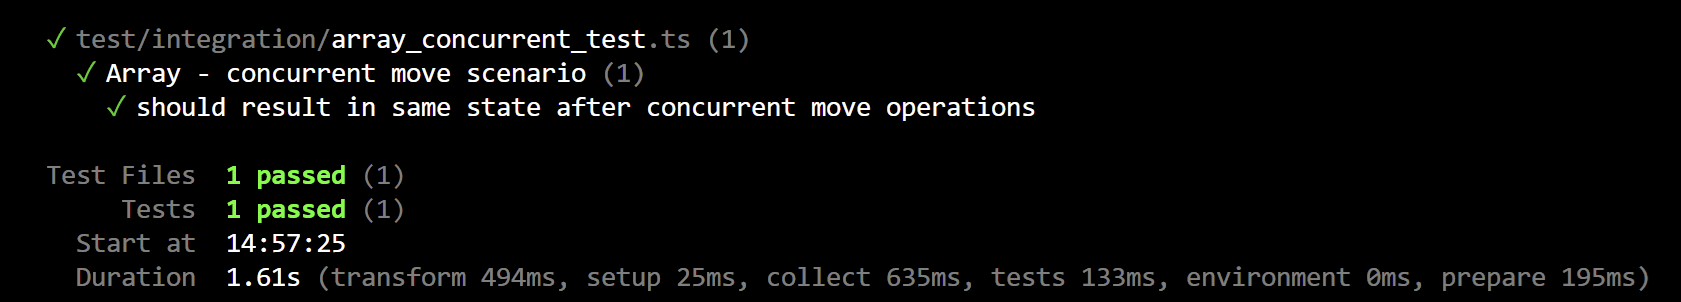 ✓ test/integration/array_concurrent_test.ts (1)
✓ Array - concurrent move scenario (1)
✓ should result in same state after concurrent move operations
Test Files 1 passed (1)
Tests 1 passed (1)
Start at 14:57:25
Duration 1.61s (transform 494ms, setup 25ms, collect 635ms, tests 133ms, environment 0ms, prepare 195ms)